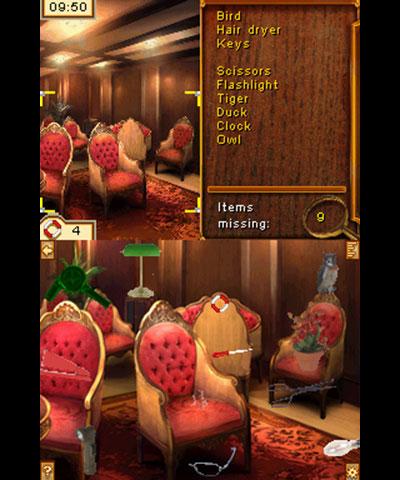 09:50
Bird
Hair dryer
Keys
Scissors
Flashlight
Tiger
Duck
Clock
Owl
Items
missing:
9
4
?